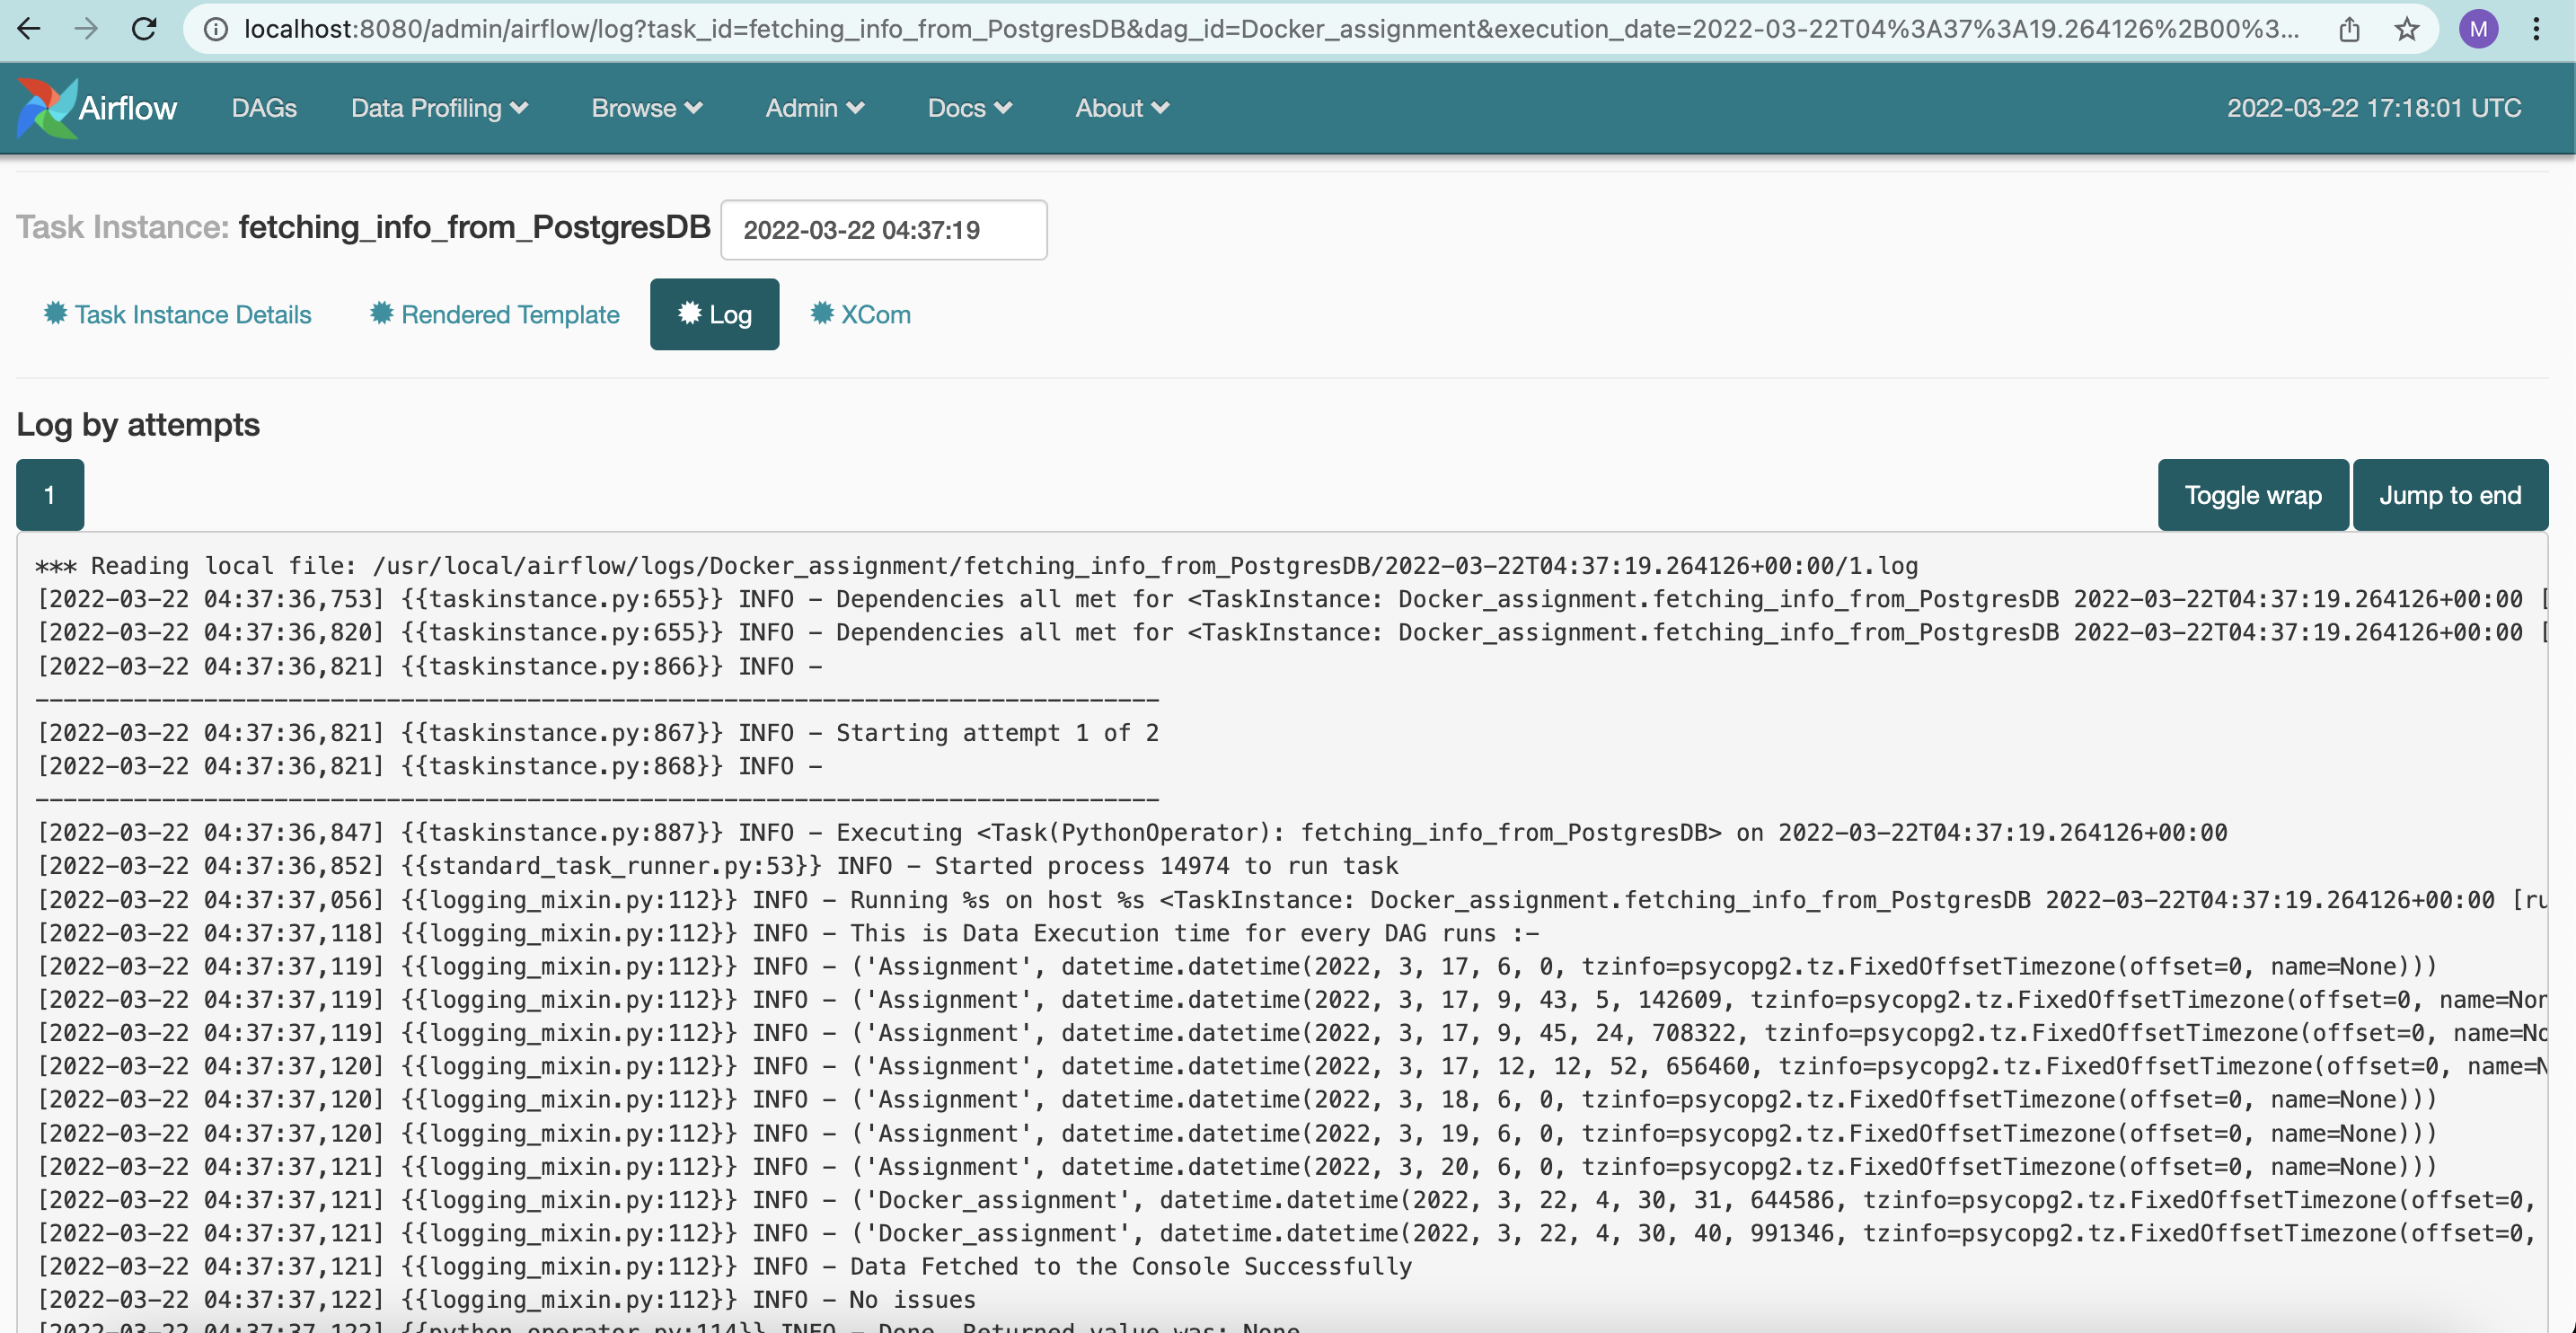 localhost:8080/admin/airflow/log?task_id=fetching_info_from_PostgresDB&dag_id=Docker_assignment&execution_date=2022-03-22T04%3A37%3A19.264126%2B00%3... M
Airflow DAGs Data Profiling Browse Admin Docs About 2022-03-22 17:18:01 UTC
Task Instance: fetching_info_from_PostgresDB 2022-03-22 04:37:19
Task Instance Details Rendered Template Log XCom
Log by attempts
1 Toggle wrap Jump to end
*** Reading local file: /usr/local/airflow/logs/Docker_assignment/fetching_info_from_PostgresDB/2022-03-22T04:37:19.264126+00:00/1.log
[2022-03-22 04:37:36,753] {{taskinstance.py:655}} INFO - Dependencies all met for <TaskInstance: Docker_assignment.fetching_info_from_PostgresDB 2022-03-22T04:37:19.264126+00:00 [
[2022-03-22 04:37:36,820] {{taskinstance.py:655}} INFO - Dependencies all met for <TaskInstance: Docker_assignment.fetching_info_from_PostgresDB 2022-03-22T04:37:19.264126+00:00 [
[2022-03-22 04:37:36,821] {{taskinstance.py:866}} INFO -
--------------------------------------------------------------------------------
[2022-03-22 04:37:36,821] {{taskinstance.py:867}} INFO - Starting attempt 1 of 2
[2022-03-22 04:37:36,821] {{taskinstance.py:868}} INFO -
--------------------------------------------------------------------------------
[2022-03-22 04:37:36,847] {{taskinstance.py:887}} INFO - Executing <Task(PythonOperator): fetching_info_from_PostgresDB> on 2022-03-22T04:37:19.264126+00:00
[2022-03-22 04:37:36,852] {{standard_task_runner.py:53}} INFO - Started process 14974 to run task
[2022-03-22 04:37:37,056] {{logging_mixin.py:112}} INFO - Running %s on host %s <TaskInstance: Docker_assignment.fetching_info_from_PostgresDB 2022-03-22T04:37:19.264126+00:00 [ru
[2022-03-22 04:37:37,118] {{logging_mixin.py:112}} INFO - This is Data Execution time for every DAG runs :-
[2022-03-22 04:37:37,119] {{logging_mixin.py:112}} INFO - ('Assignment', datetime.datetime(2022, 3, 17, 6, 0, tzinfo=psycopg2.tz.FixedOffsetTimezone(offset=0, name=None)))
[2022-03-22 04:37:37,119] {{logging_mixin.py:112}} INFO - ('Assignment', datetime.datetime(2022, 3, 17, 9, 43, 5, 142609, tzinfo=psycopg2.tz.FixedOffsetTimezone(offset=0, name=Non
[2022-03-22 04:37:37,119] {{logging_mixin.py:112}} INFO - ('Assignment', datetime.datetime(2022, 3, 17, 9, 45, 24, 708322, tzinfo=psycopg2.tz.FixedOffsetTimezone(offset=0, name=No
[2022-03-22 04:37:37,120] {{logging_mixin.py:112}} INFO - ('Assignment', datetime.datetime(2022, 3, 17, 12, 12, 52, 656460, tzinfo=psycopg2.tz.FixedOffsetTimezone(offset=0, name=N
[2022-03-22 04:37:37,120] {{logging_mixin.py:112}} INFO - ('Assignment', datetime.datetime(2022, 3, 18, 6, 0, tzinfo=psycopg2.tz.FixedOffsetTimezone(offset=0, name=None)))
[2022-03-22 04:37:37,120] {{logging_mixin.py:112}} INFO - ('Assignment', datetime.datetime(2022, 3, 19, 6, 0, tzinfo=psycopg2.tz.FixedOffsetTimezone(offset=0, name=None)))
[2022-03-22 04:37:37,121] {{logging_mixin.py:112}} INFO - ('Assignment', datetime.datetime(2022, 3, 20, 6, 0, tzinfo=psycopg2.tz.FixedOffsetTimezone(offset=0, name=None)))
[2022-03-22 04:37:37,121] {{logging_mixin.py:112}} INFO - ('Docker_assignment', datetime.datetime(2022, 3, 22, 4, 30, 31, 644586, tzinfo=psycopg2.tz.FixedOffsetTimezone(offset=0,
[2022-03-22 04:37:37,121] {{logging_mixin.py:112}} INFO - ('Docker_assignment', datetime.datetime(2022, 3, 22, 4, 30, 40, 991346, tzinfo=psycopg2.tz.FixedOffsetTimezone(offset=0,
[2022-03-22 04:37:37,121] {{logging_mixin.py:112}} INFO - Data Fetched to the Console Successfully
[2022-03-22 04:37:37,122] {{logging_mixin.py:112}} INFO - No issues
[2022-03-22 04:37:37,122] {{python_operator.py:114}} INFO - Done. Returned value was: None